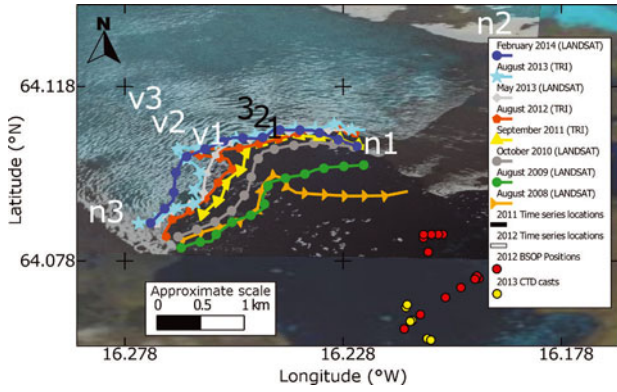 N
n2
February 2014 (LANDSAT)
August 2013 (TRI)
May 2013 (LANDSAT)
August 2012 (TRI)
September 2011 (TRI)
October 2010 (LANDSAT)
August 2009 (LANDSAT)
August 2008 (LANDSAT)
2011 Time series locations
2012 Time series locations
2012 BSOP Positions
2013 CTD casts
64.118
v3
v2
v1
3
2
1
n1
n3
Latitude (°N)
64.078
Approximate scale
0 0.5 1 km
16.278 16.228 16.178
Longitude (°W)